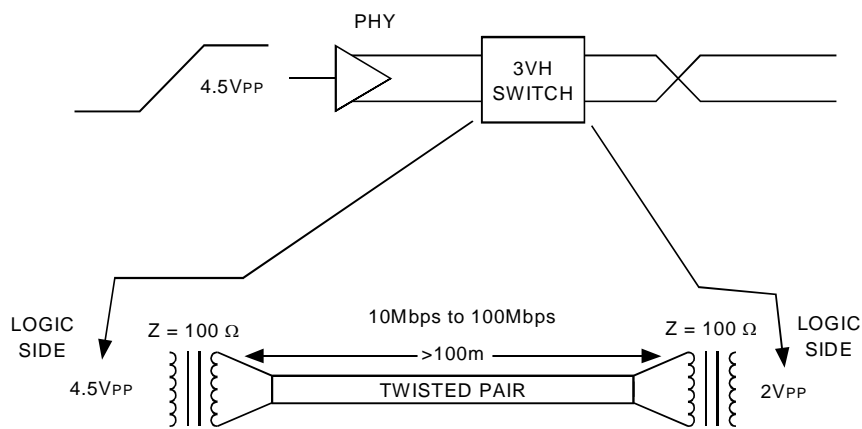 PHY
4.5VPP
3VH
SWITCH
10Mbps to 100Mbps
LOGIC
SIDE
Z = 100 Ω
Z = 100 Ω
LOGIC
SIDE
>100m
4.5VPP
TWISTED PAIR
2VPP